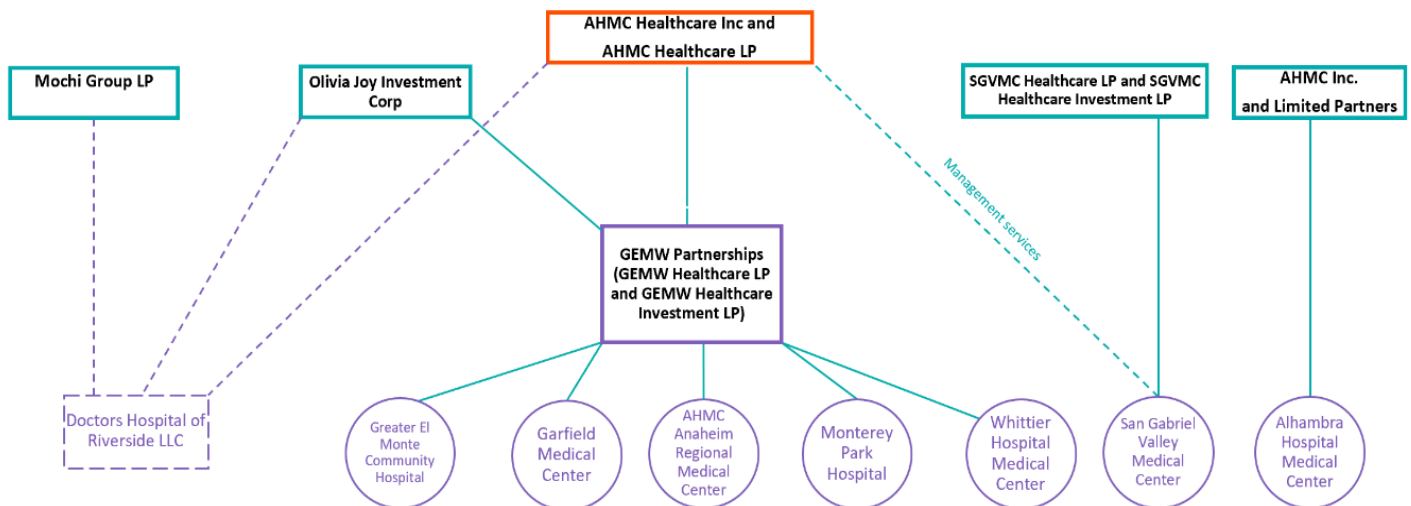 AHMC Healthcare Inc and
AHMC Healthcare LP
Mochi Group LP
Olivia Joy Investment
Corp
SGVMC Healthcare LP and SGVMC
Healthcare Investment LP
AHMC Inc.
and Limited Partners
Management services
GEMW Partnerships
(GEMW Healthcare LP
and GEMW Healthcare
Investment LP)
Doctors Hospital of
Riverside LLC
Greater El
Monte
Community
Hospital
Garfield
Medical
Center
AHMC
Anaheim
Regional
Medical
Center
Monterey
Park
Hospital
Whittier
Hospital
Medical
Center
San Gabriel
Valley
Medical
Center
Alhambra
Hospital
Medical
Center